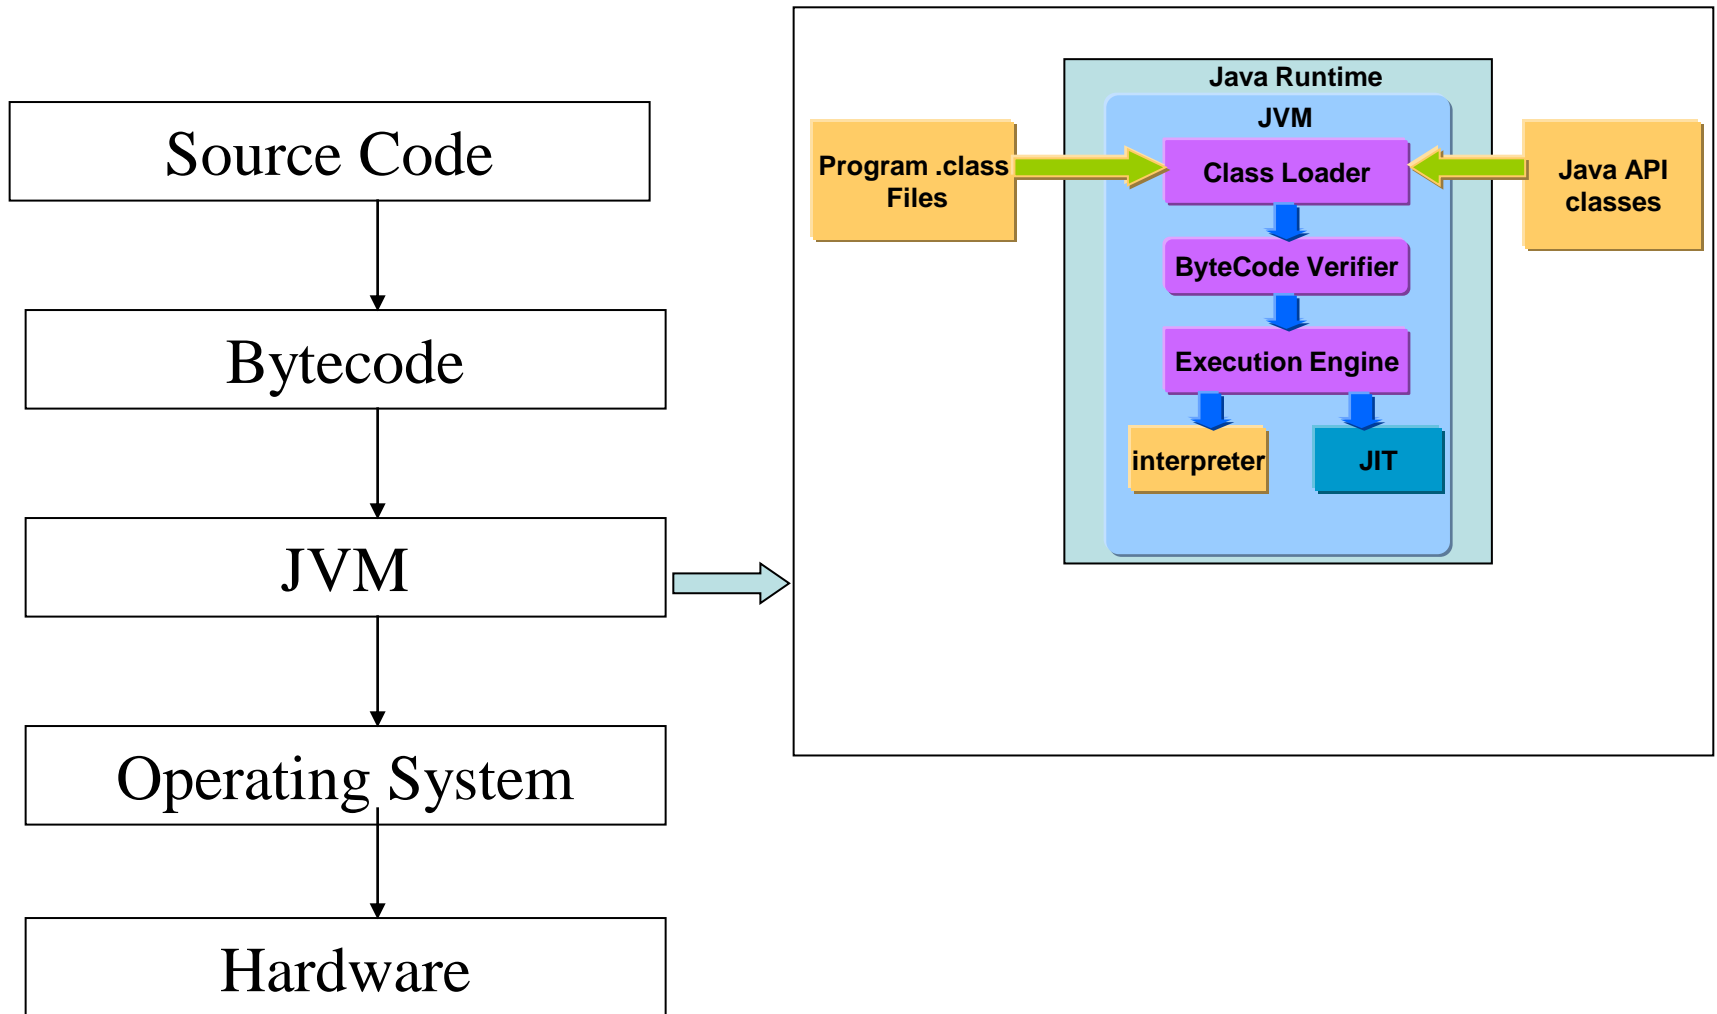 Source Code
Bytecode
JVM
Operating System
Hardware
Java Runtime
JVM
Program .class
Files
Class Loader
Java API
classes
ByteCode Verifier
Execution Engine
interpreter
JIT